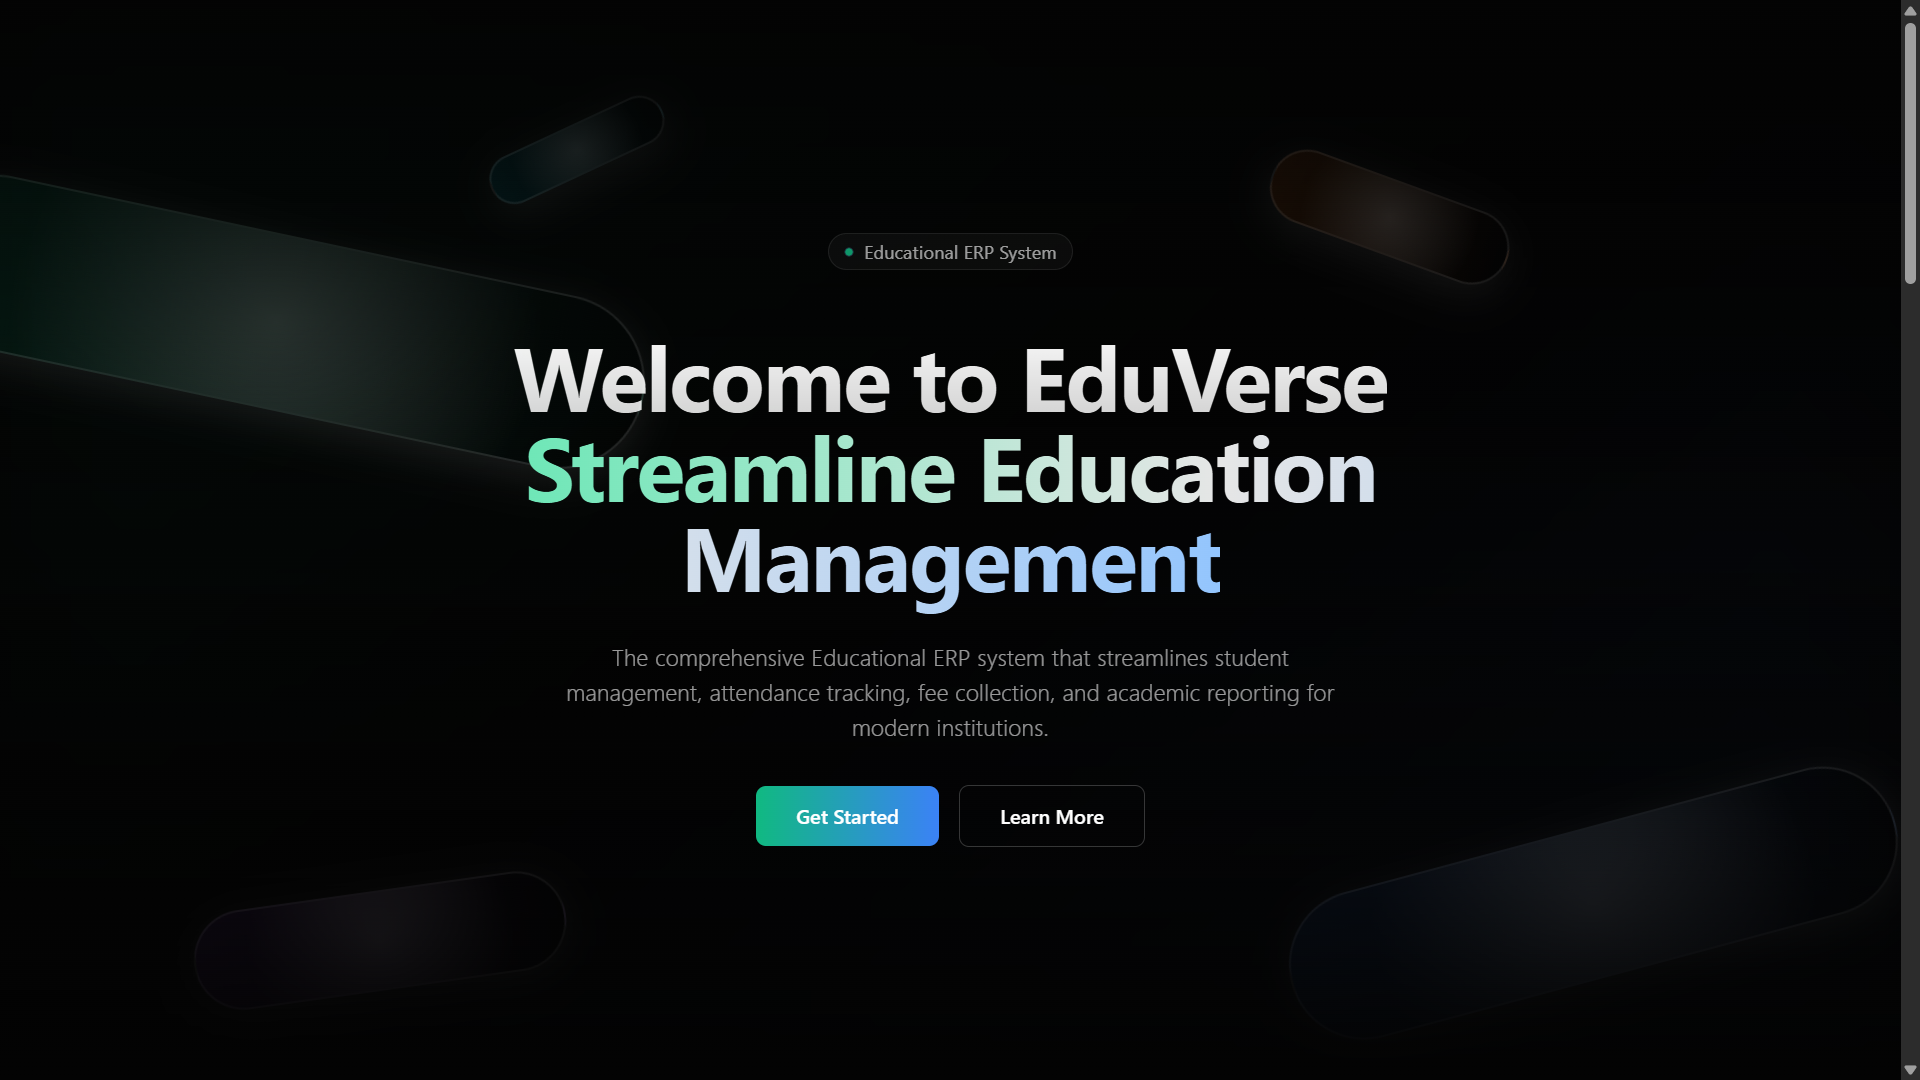 Educational ERP System
Welcome to EduVerse
Streamline Education
Management
The comprehensive Educational ERP system that streamlines student
management, attendance tracking, fee collection, and academic reporting for
modern institutions.
Get Started
Learn More